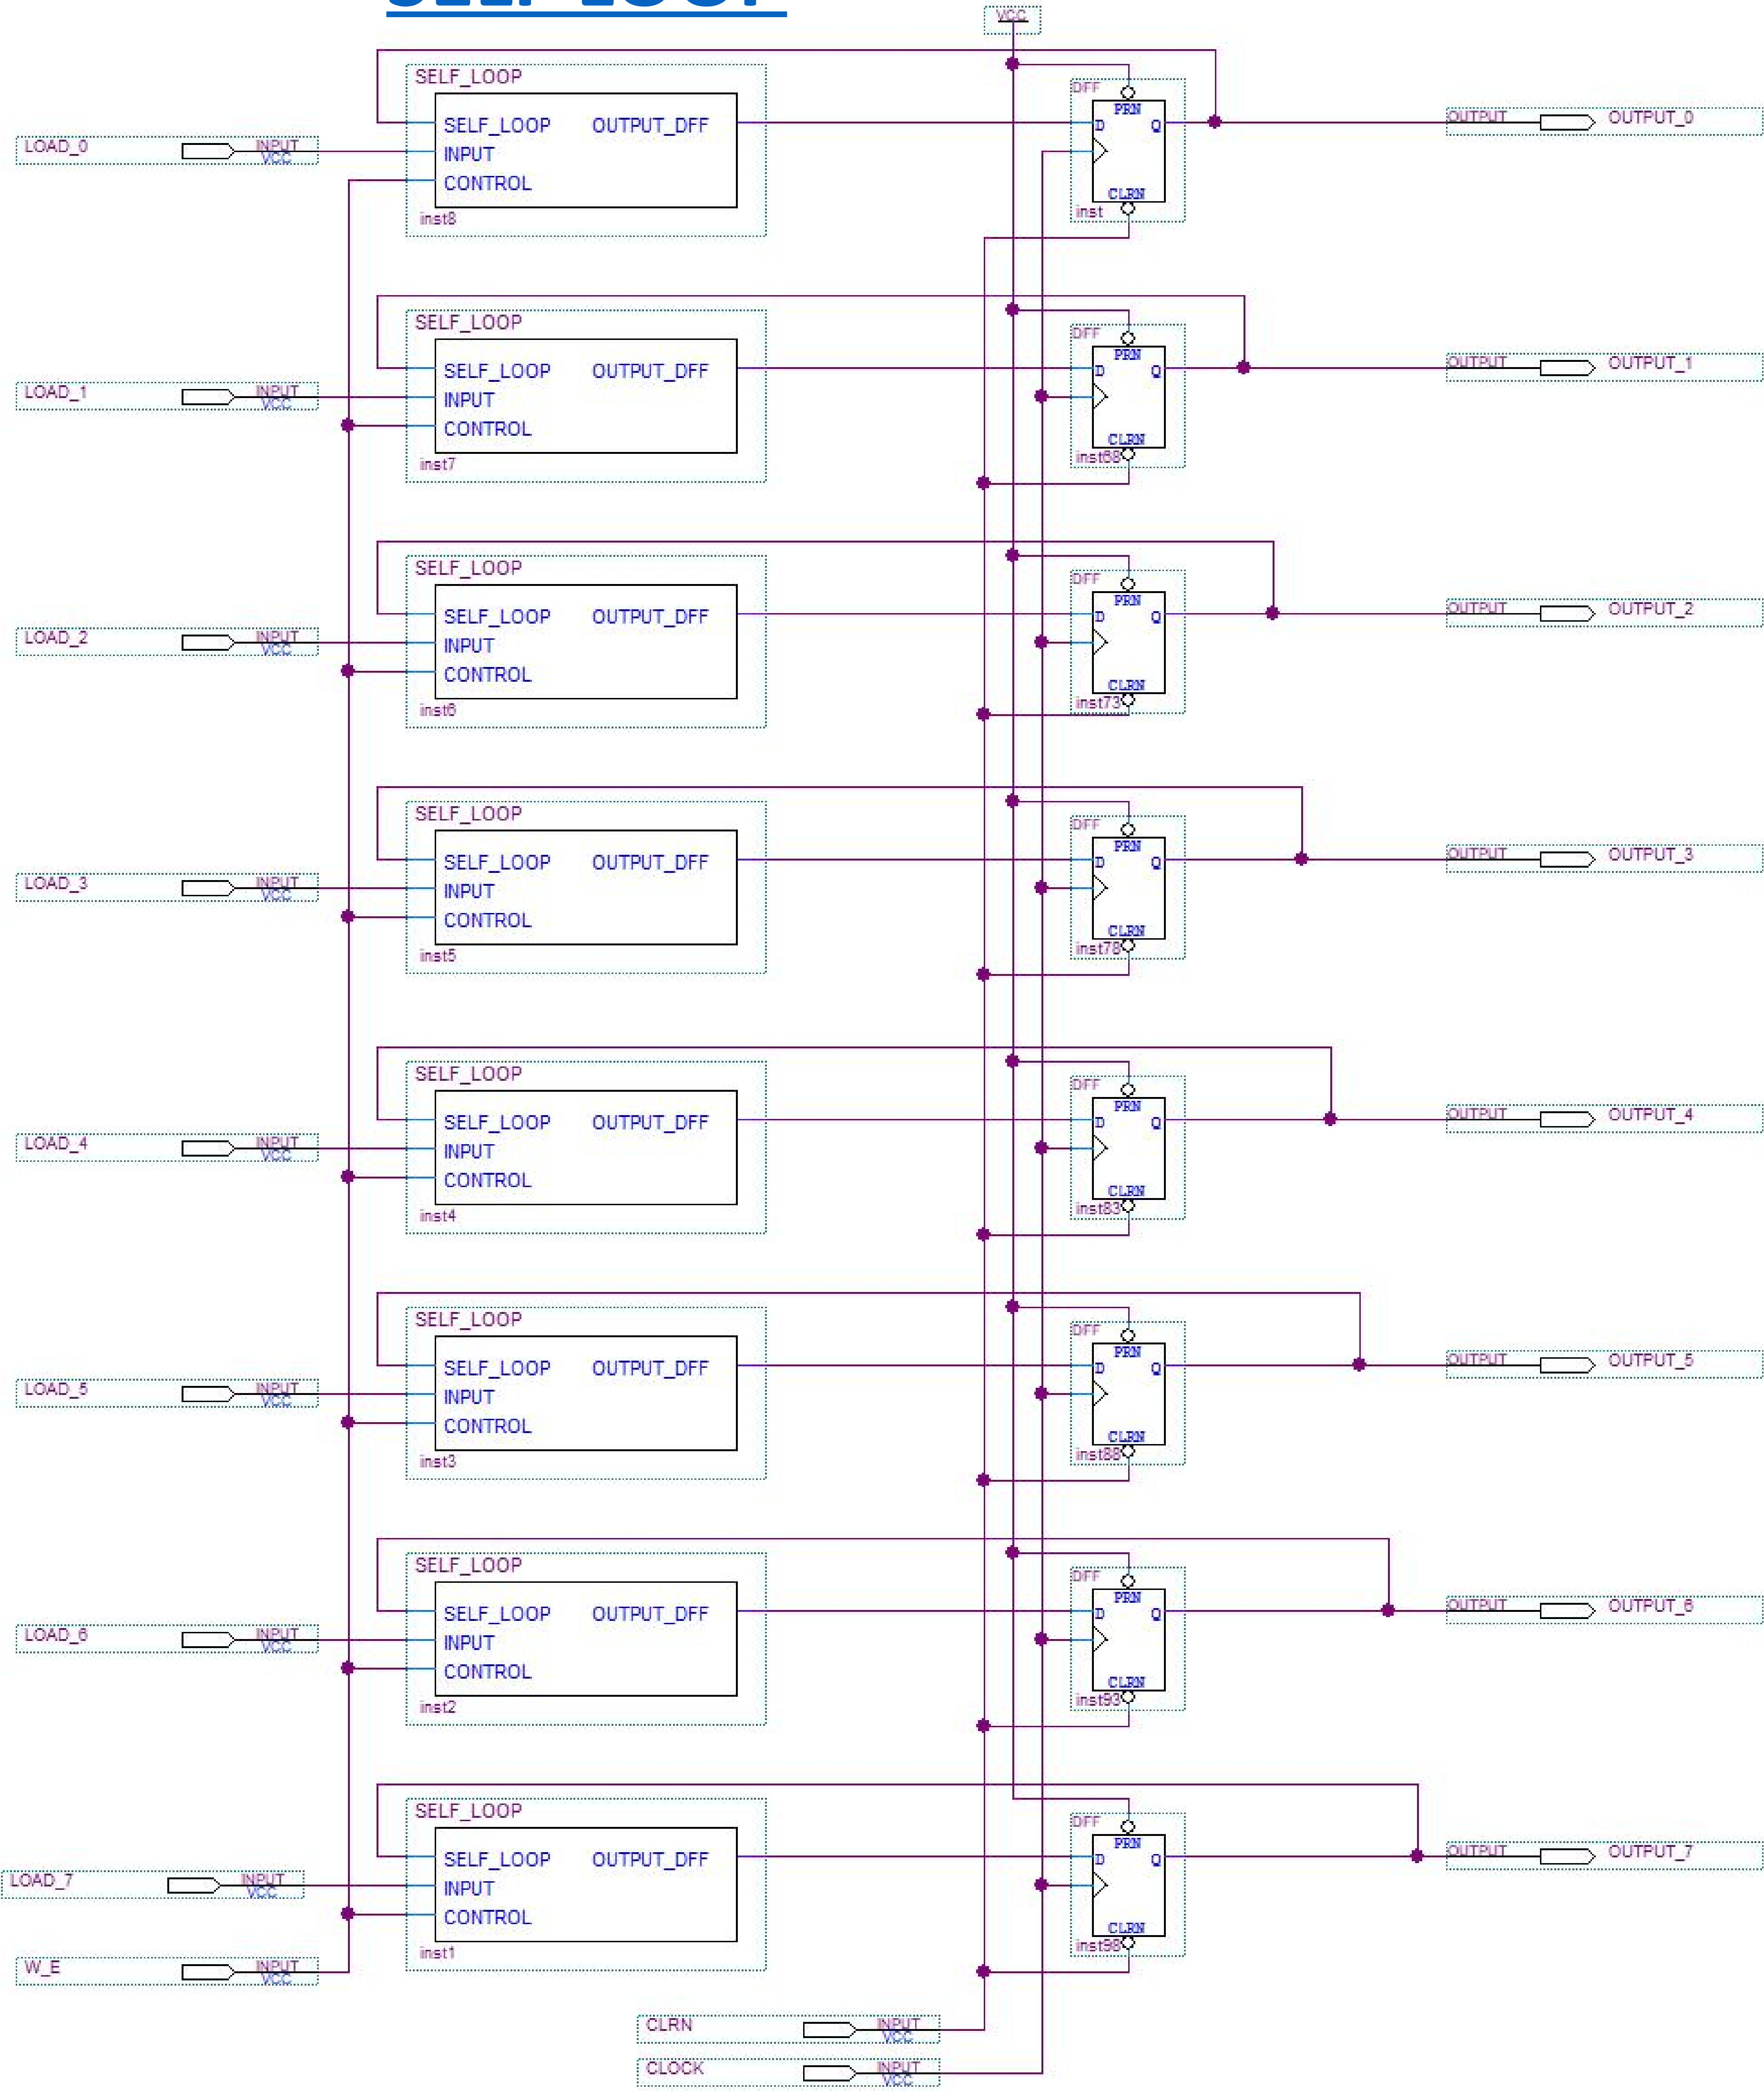 SELF LOOP
VCC
SELF_LOOP
DFF
PRN
SELF_LOOP OUTPUT_DFF
D Q
OUTPUT OUTPUT_0
LOAD_0 INPUT
VCC
INPUT
CONTROL
CLRN
inst8
inst
SELF_LOOP
DFF
PRN
SELF_LOOP OUTPUT_DFF
D Q
OUTPUT OUTPUT_1
LOAD_1 INPUT
VCC
INPUT
CONTROL
CLRN
inst7
inst68
SELF_LOOP
DFF
PRN
SELF_LOOP OUTPUT_DFF
D Q
OUTPUT OUTPUT_2
LOAD_2 INPUT
VCC
INPUT
CONTROL
CLRN
inst6
inst73
SELF_LOOP
DFF
PRN
SELF_LOOP OUTPUT_DFF
D Q
OUTPUT OUTPUT_3
LOAD_3 INPUT
VCC
INPUT
CONTROL
CLRN
inst5
inst78
SELF_LOOP
DFF
PRN
SELF_LOOP OUTPUT_DFF
D Q
OUTPUT OUTPUT_4
LOAD_4 INPUT
VCC
INPUT
CONTROL
CLRN
inst4
inst83
SELF_LOOP
DFF
PRN
SELF_LOOP OUTPUT_DFF
D Q
OUTPUT OUTPUT_5
LOAD_5 INPUT
VCC
INPUT
CONTROL
CLRN
inst3
inst88
SELF_LOOP
DFF
PRN
SELF_LOOP OUTPUT_DFF
D Q
OUTPUT OUTPUT_6
LOAD_6 INPUT
VCC
INPUT
CONTROL
CLRN
inst2
inst93
SELF_LOOP
DFF
PRN
SELF_LOOP OUTPUT_DFF
D Q
OUTPUT OUTPUT_7
LOAD_7 INPUT
VCC
INPUT
CONTROL
CLRN
inst1
inst98
W_E INPUT
VCC
CLRN INPUT
VCC
CLOCK INPUT
VCC